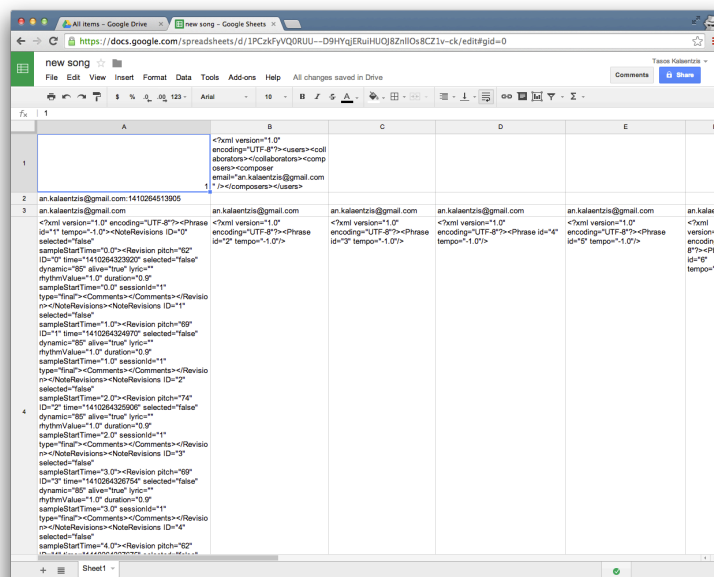 All items - Google Drive
new song - Google Sheets
https://docs.google.com/spreadsheets/d/1PCzkFyVQ0RUU--D9HYqjERuiHUQJ8ZnlIOs8CZ1v-ck/edit#gid=0
new song
Tasos Kalaentzis
File Edit View Insert Format Data Tools Add-ons Help All changes saved in Drive
Comments
Share
$ % .0 .00 123 Arial 10 B I S A
fx 1
A B C D E
1
1
<?xml version="1.0"
encoding="UTF-8"?><users><coll
aborators></collaborators><comp
osers><composer
email="an.kalaentzis@gmail.com
" /></composers></users>
2 an.kalaentzis@gmail.com:1410264513905
3 an.kalaentzis@gmail.com an.kalaentzis@gmail.com an.kalaentzis@gmail.com an.kalaentzis@gmail.com an.kalaentzis@gmail.com an.kalae
4
<?xml version="1.0" encoding="UTF-8"?><Phrase
id="1" tempo="-1.0"><NoteRevisions ID="0"
selected="false"
sampleStartTime="0.0"><Revision pitch="62"
ID="0" time="1410264323920" selected="false"
dynamic="85" alive="true" lyric=""
rhythmValue="1.0" duration="0.9"
sampleStartTime="0.0" sessionId="1"
type="final"><Comments></Comments></Revisio
n></NoteRevisions><NoteRevisions ID="1"
selected="false"
sampleStartTime="1.0"><Revision pitch="69"
ID="1" time="1410264324970" selected="false"
dynamic="85" alive="true" lyric=""
rhythmValue="1.0" duration="0.9"
sampleStartTime="1.0" sessionId="1"
type="final"><Comments></Comments></Revisio
n></NoteRevisions><NoteRevisions ID="2"
selected="false"
sampleStartTime="2.0"><Revision pitch="74"
ID="2" time="1410264325906" selected="false"
dynamic="85" alive="true" lyric=""
rhythmValue="1.0" duration="0.9"
sampleStartTime="2.0" sessionId="1"
type="final"><Comments></Comments></Revisio
n></NoteRevisions><NoteRevisions ID="3"
selected="false"
sampleStartTime="3.0"><Revision pitch="69"
ID="3" time="1410264326754" selected="false"
dynamic="85" alive="true" lyric=""
rhythmValue="1.0" duration="0.9"
sampleStartTime="3.0" sessionId="1"
type="final"><Comments></Comments></Revisio
n></NoteRevisions><NoteRevisions ID="4"
selected="false"
sampleStartTime="4.0"><Revision pitch="62"
<?xml version="1.0"
encoding="UTF-8"?><Phrase
id="2" tempo="-1.0"/>
<?xml version="1.0"
encoding="UTF-8"?><Phrase
id="3" tempo="-1.0"/>
<?xml version="1.0"
encoding="UTF-8"?><Phrase id="4"
tempo="-1.0"/>
<?xml version="1.0"
encoding="UTF-8"?><Phrase
id="5" tempo="-1.0"/>
<?xml
version=
encodin
8"?><Pl
id="6"
tempo="
Sheet1